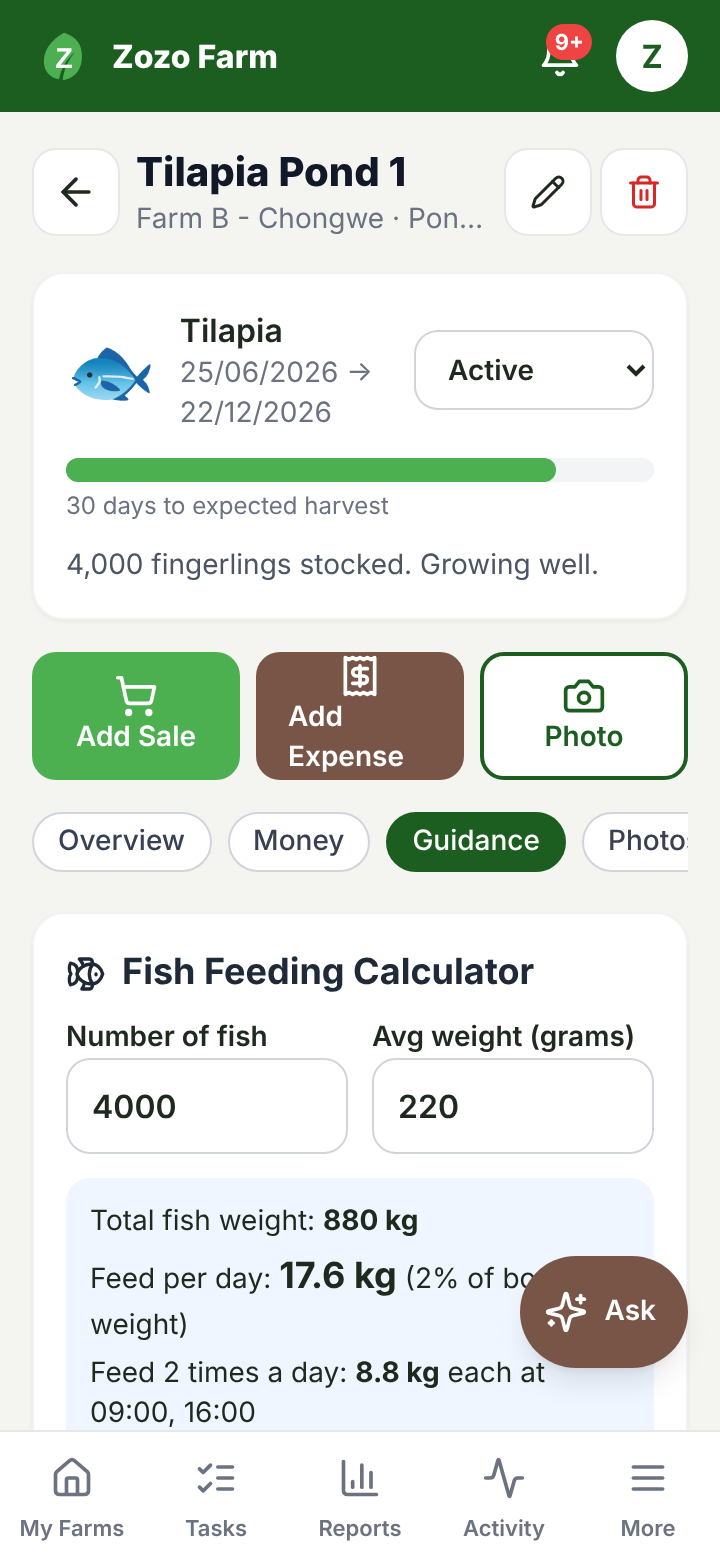 Z Zozo Farm 9+ Z
Tilapia Pond 1
Farm B - Chongwe · Pon...
Tilapia
25/06/2026 →
22/12/2026
Active
30 days to expected harvest
4,000 fingerlings stocked. Growing well.
Add Sale
Add
Expense
Photo
Overview Money Guidance Photo
Fish Feeding Calculator
Number of fish Avg weight (grams)
4000 220
Total fish weight: 880 kg
Feed per day: 17.6 kg (2% of
weight)
Ask
Feed 2 times a day: 8.8 kg each at
09:00, 16:00
My Farms Tasks Reports Activity More